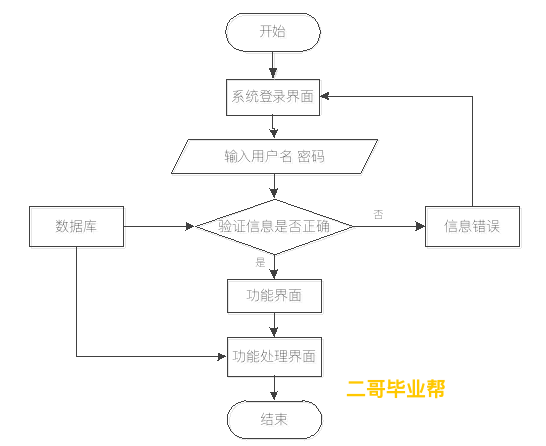 开始
系统登录界面
输入用户名 密码
数据库
验证信息是否正确
否
信息错误
是
功能界面
功能处理界面
二哥毕业帮
结束